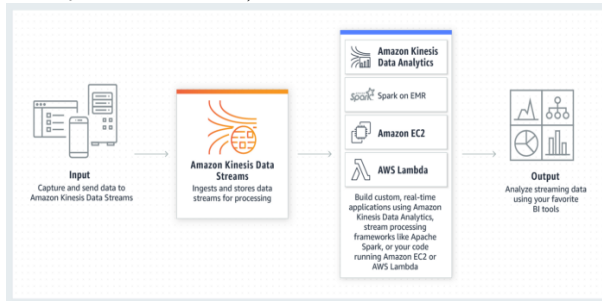 Input
Capture and send data to
Amazon Kinesis Data Streams
Amazon Kinesis Data
Streams
Ingests and stores data
streams for processing
Amazon Kinesis
Data Analytics
Spark
Spark on EMR
Amazon EC2
AWS Lambda
Build custom, real-time
applications using Amazon
Kinesis Data Analytics,
stream processing
frameworks like Apache
Spark, or your code
running Amazon EC2 or
AWS Lambda
Output
Analyze streaming data
using your favorite
BI tools